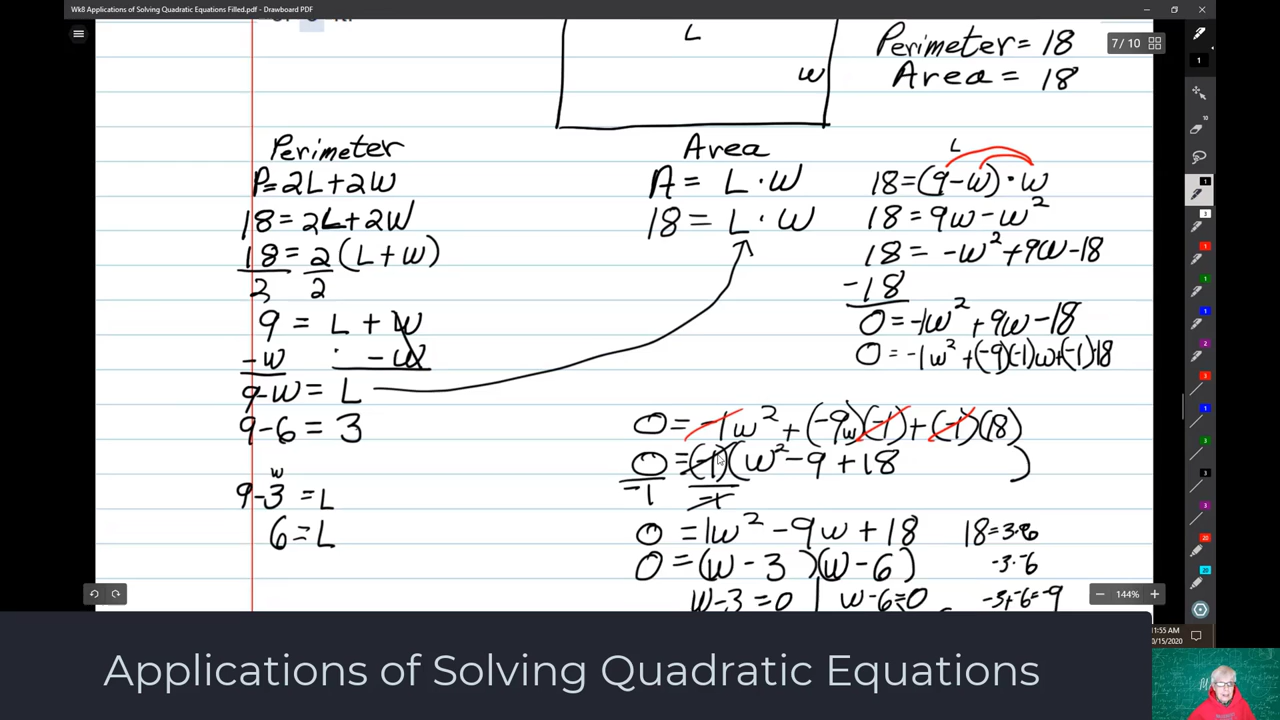 Wk8 Applications of Solving Quadratic Equations Filled.pdf - Drawboard PDF
7 / 10
L
W
Perimeter = 18
Area = 18
Perimeter
P = 2L + 2W
18 = 2L + 2W
18 = 2 (L + W)
2 2
9 = L + W
-W - W
9-W = L
9-6 = 3
W
9-3 = L
6 = L
Area
A = L · W
18 = L · W
L
18 = (9-W) · W
18 = 9W - W²
18 = -W² + 9W - 18
-18
0 = -1W² + 9W - 18
0 = -1W² + (-9)(-1)W + (-1)·18
0 = -1W² + (-9W)(-1) + (-1)(18)
0 = (-1)(W² - 9 + 18 )
-1 -1
0 = 1W² - 9W + 18
0 = (W - 3 )(W - 6 )
W - 3 = 0 W - 6 = 0
18 = 3·6
-3·-6
-3+-6=-9
144%
11:55 AM
10/15/2020
Applications of Solving Quadratic Equations